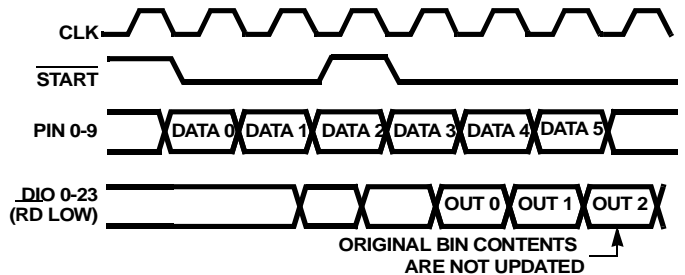 CLK
START
PIN 0-9 DATA 0 DATA 1 DATA 2 DATA 3 DATA 4 DATA 5
DIO 0-23
(RD LOW) OUT 0 OUT 1 OUT 2
ORIGINAL BIN CONTENTS
ARE NOT UPDATED